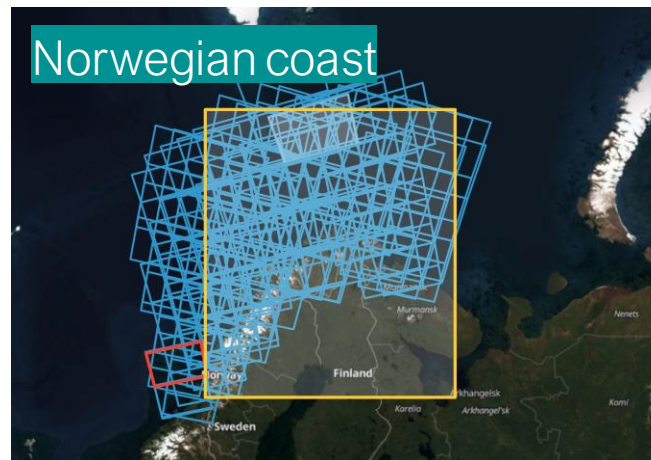 Norwegian coast
Murmansk
Nenets
Norway
Finland
Arkhangelsk
Karelia
Arkhangel'sk
Komi
Sweden